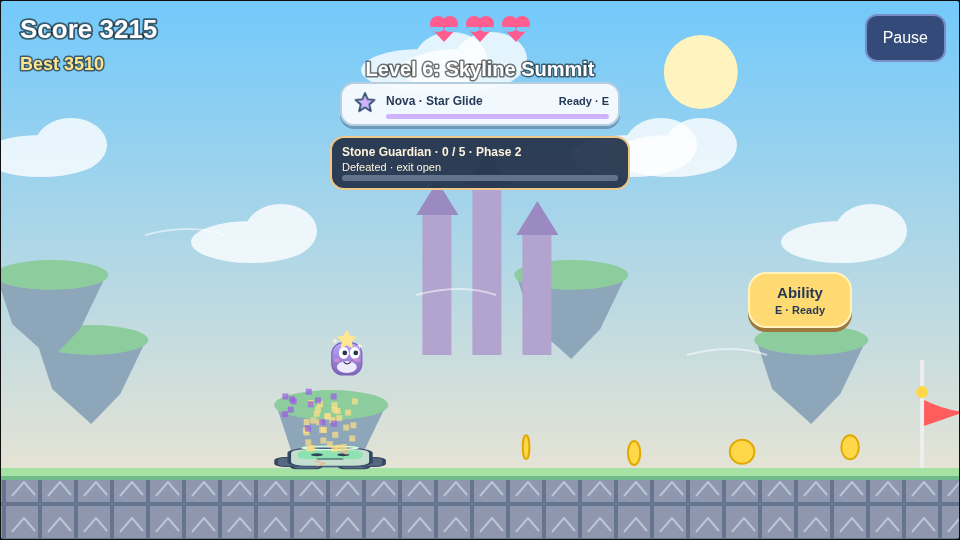 Score 3215
Best 3510
Level 6: Skyline Summit
Nova · Star Glide
Ready · E
Stone Guardian · 0 / 5 · Phase 2
Defeated · exit open
Pause
Ability
E · Ready